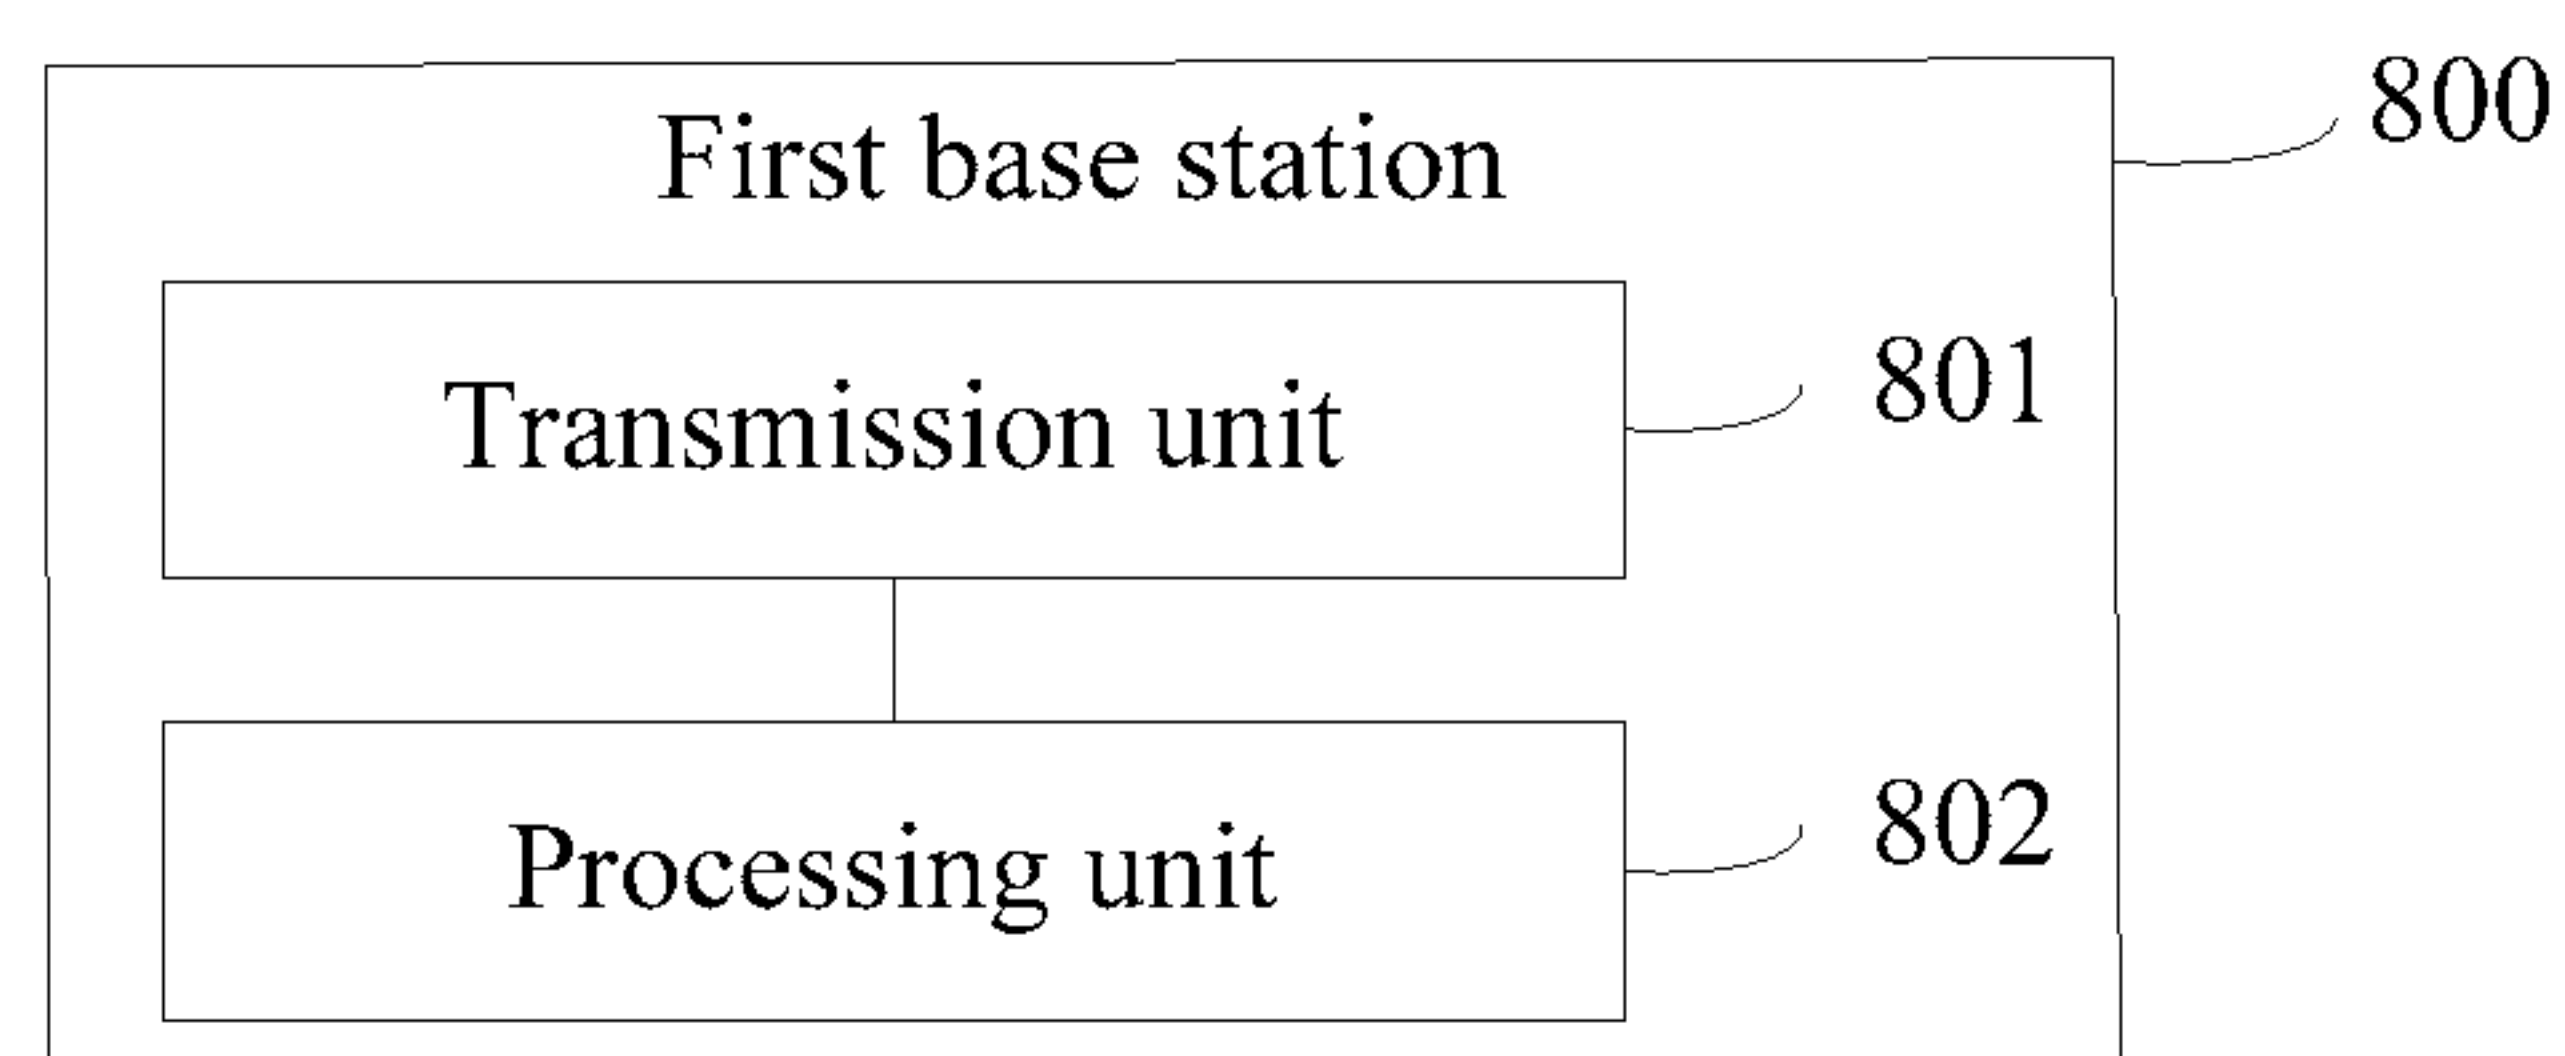 First base station
800
Transmission unit
801
Processing unit
802